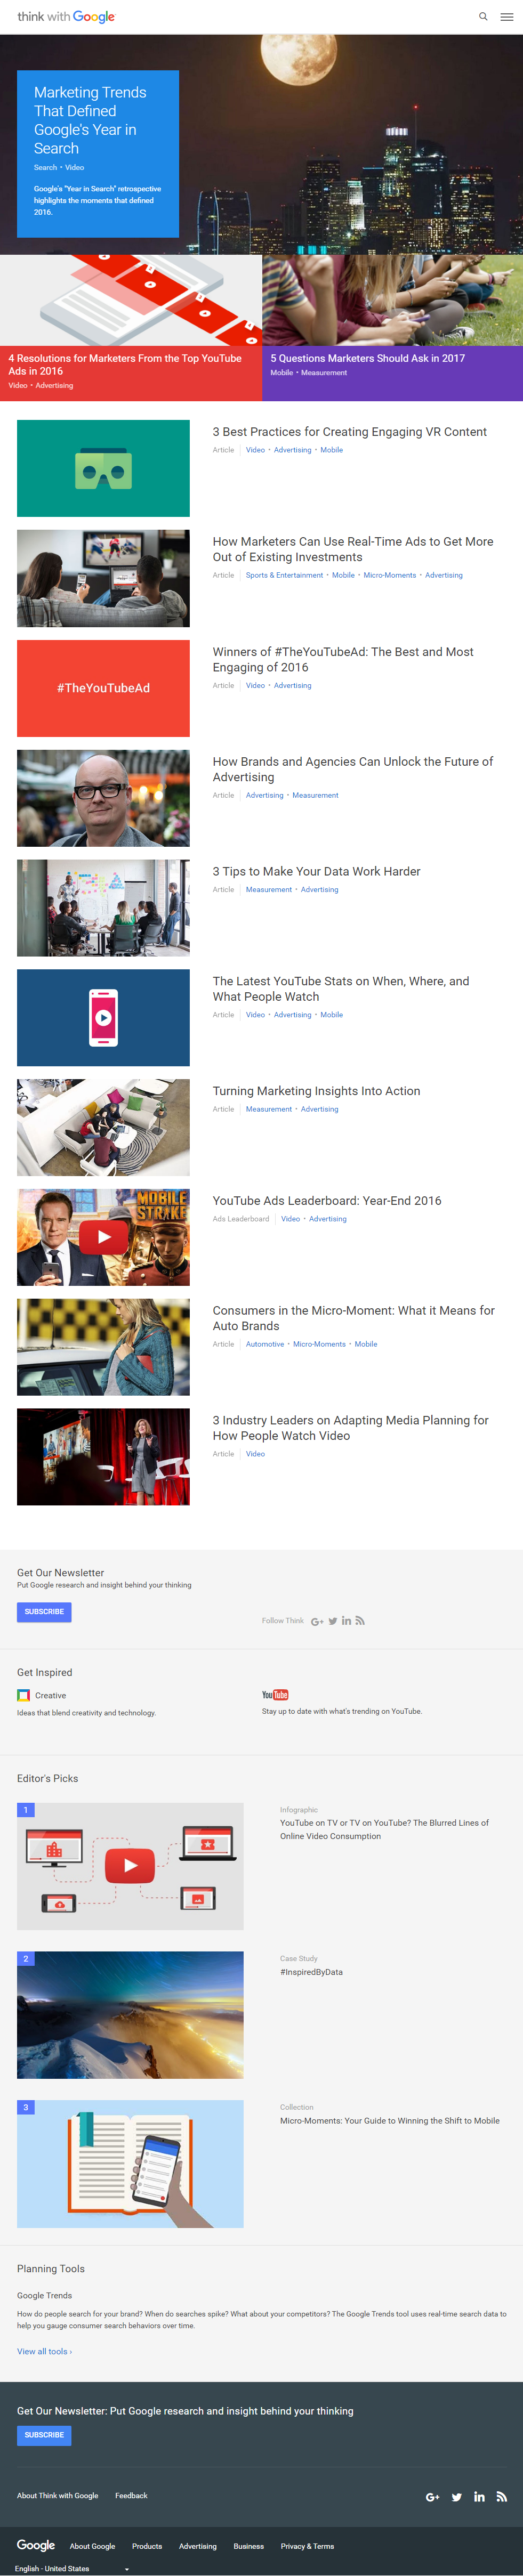 think with Google
Marketing Trends
That Defined
Google's Year in
Search
Search • Video
Google's "Year in Search" retrospective
highlights the moments that defined
2016.
4 Resolutions for Marketers From the Top YouTube
Ads in 2016
Video • Advertising
5 Questions Marketers Should Ask in 2017
Mobile • Measurement
3 Best Practices for Creating Engaging VR Content
Article Video • Advertising • Mobile
How Marketers Can Use Real-Time Ads to Get More
Out of Existing Investments
Article Sports & Entertainment • Mobile • Micro-Moments • Advertising
#TheYouTubeAd
Winners of #TheYouTubeAd: The Best and Most
Engaging of 2016
Article Video • Advertising
How Brands and Agencies Can Unlock the Future of
Advertising
Article Advertising • Measurement
3 Tips to Make Your Data Work Harder
Article Measurement • Advertising
The Latest YouTube Stats on When, Where, and
What People Watch
Article Video • Advertising • Mobile
Turning Marketing Insights Into Action
Article Measurement • Advertising
MOBILE
STRIKE
YouTube Ads Leaderboard: Year-End 2016
Ads Leaderboard Video • Advertising
Consumers in the Micro-Moment: What it Means for
Auto Brands
Article Automotive • Micro-Moments • Mobile
3 Industry Leaders on Adapting Media Planning for
How People Watch Video
Article Video
Get Our Newsletter
Put Google research and insight behind your thinking
SUBSCRIBE
Follow Think G+ in
Get Inspired
Creative
Ideas that blend creativity and technology.
YouTube
Stay up to date with what's trending on YouTube.
Editor's Picks
1
Infographic
YouTube on TV or TV on YouTube? The Blurred Lines of
Online Video Consumption
2
Case Study
#InspiredByData
3
Collection
Micro-Moments: Your Guide to Winning the Shift to Mobile
Planning Tools
Google Trends
How do people search for your brand? When do searches spike? What about your competitors? The Google Trends tool uses real-time search data to
help you gauge consumer search behaviors over time.
View all tools ›
Get Our Newsletter: Put Google research and insight behind your thinking
SUBSCRIBE
About Think with Google Feedback
G+ in
Google About Google Products Advertising Business Privacy & Terms
English - United States